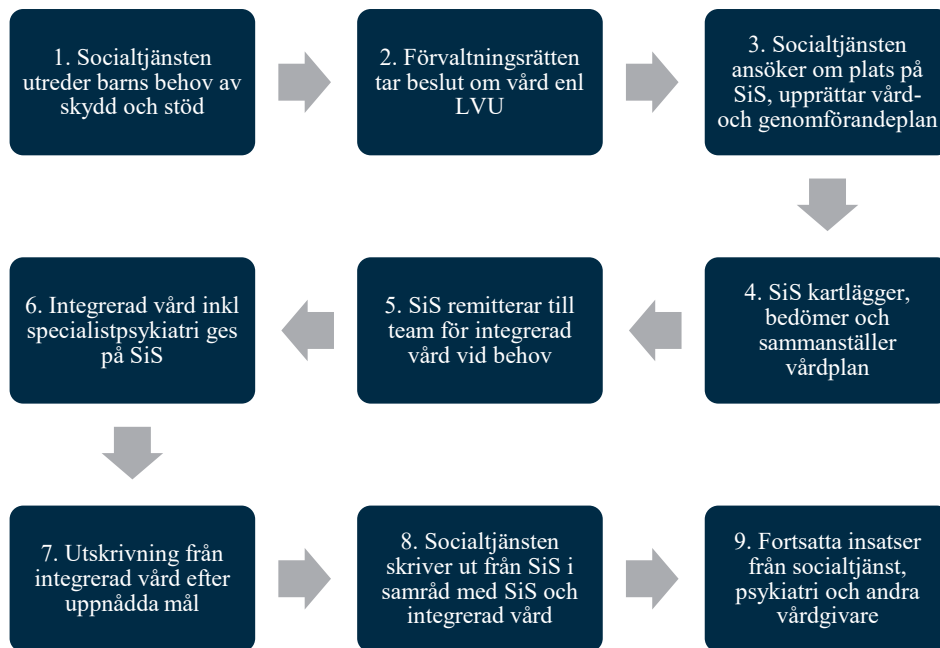 1. Socialtjänsten
utreder barns behov av
skydd och stöd
2. Förvaltningsrätten
tar beslut om vård enl
LVU
3. Socialtjänsten
ansöker om plats på
SiS, upprättar vård-
och genomförandeplan
4. SiS kartlägger,
bedömer och
sammanställer
vårdplan
5. SiS remitterar till
team för integrerad
vård vid behov
6. Integrerad vård inkl
specialistpsykiatri ges
på SiS
7. Utskrivning från
integrerad vård efter
uppnådda mål
8. Socialtjänsten
skriver ut från SiS i
samråd med SiS och
integrerad vård
9. Fortsatta insatser
från socialtjänst,
psykiatri och andra
vårdgivare